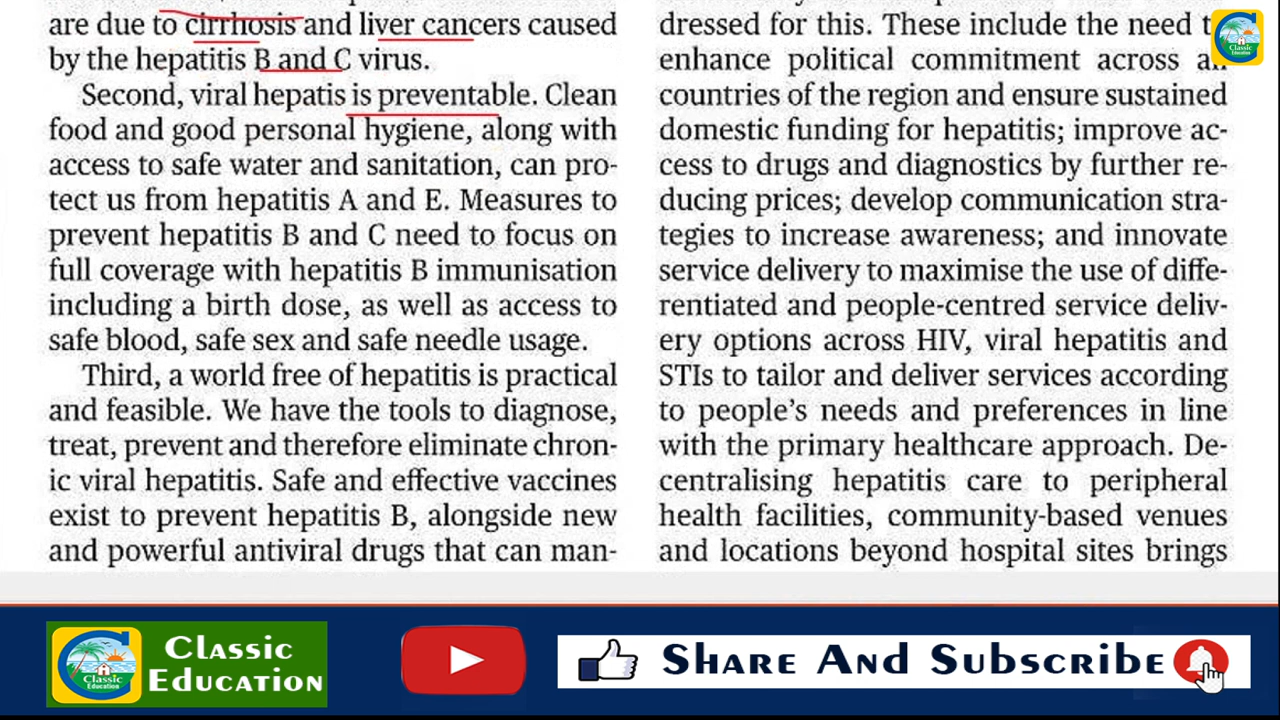 are due to cirrhosis and liver cancers caused
by the hepatitis B and C virus.
Second, viral hepatis is preventable. Clean
food and good personal hygiene, along with
access to safe water and sanitation, can pro-
tect us from hepatitis A and E. Measures to
prevent hepatitis B and C need to focus on
full coverage with hepatitis B immunisation
including a birth dose, as well as access to
safe blood, safe sex and safe needle usage.
Third, a world free of hepatitis is practical
and feasible. We have the tools to diagnose,
treat, prevent and therefore eliminate chron-
ic viral hepatitis. Safe and effective vaccines
exist to prevent hepatitis B, alongside new
and powerful antiviral drugs that can man-
dressed for this. These include the need
enhance political commitment across
countries of the region and ensure sustained
domestic funding for hepatitis; improve ac-
cess to drugs and diagnostics by further re-
ducing prices; develop communication stra-
tegies to increase awareness; and innovate
service delivery to maximise the use of diffe-
rentiated and people-centred service deliv-
ery options across HIV, viral hepatitis and
STIs to tailor and deliver services according
to people's needs and preferences in line
with the primary healthcare approach. De-
centralising hepatitis care to peripheral
health facilities, community-based venues
and locations beyond hospital sites brings
Classic
Education
Classic
Education
Classic
Education
Share And Subscribe